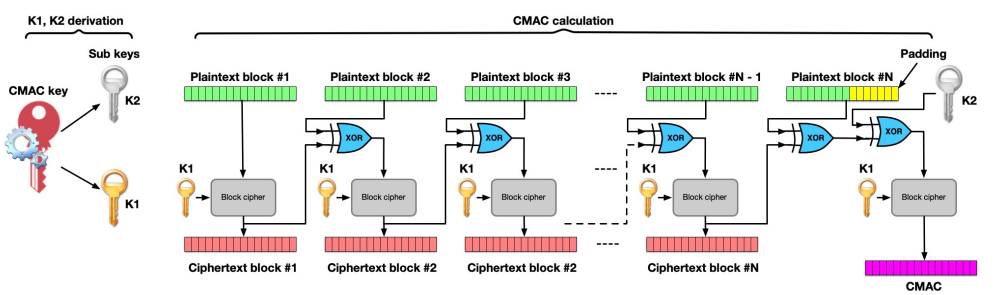 K1, K2 derivation
CMAC calculation
Sub keys
CMAC key
K2
K1
Plaintext block #1
Plaintext block #2
Plaintext block #3
Plaintext block #N - 1
Plaintext block #N
Padding
K2
XOR
XOR
XOR
XOR
XOR
K1
K1
K1
K1
K1
Block cipher
Block cipher
Block cipher
Block cipher
Block cipher
Ciphertext block #1
Ciphertext block #2
Ciphertext block #2
Ciphertext block #N
CMAC